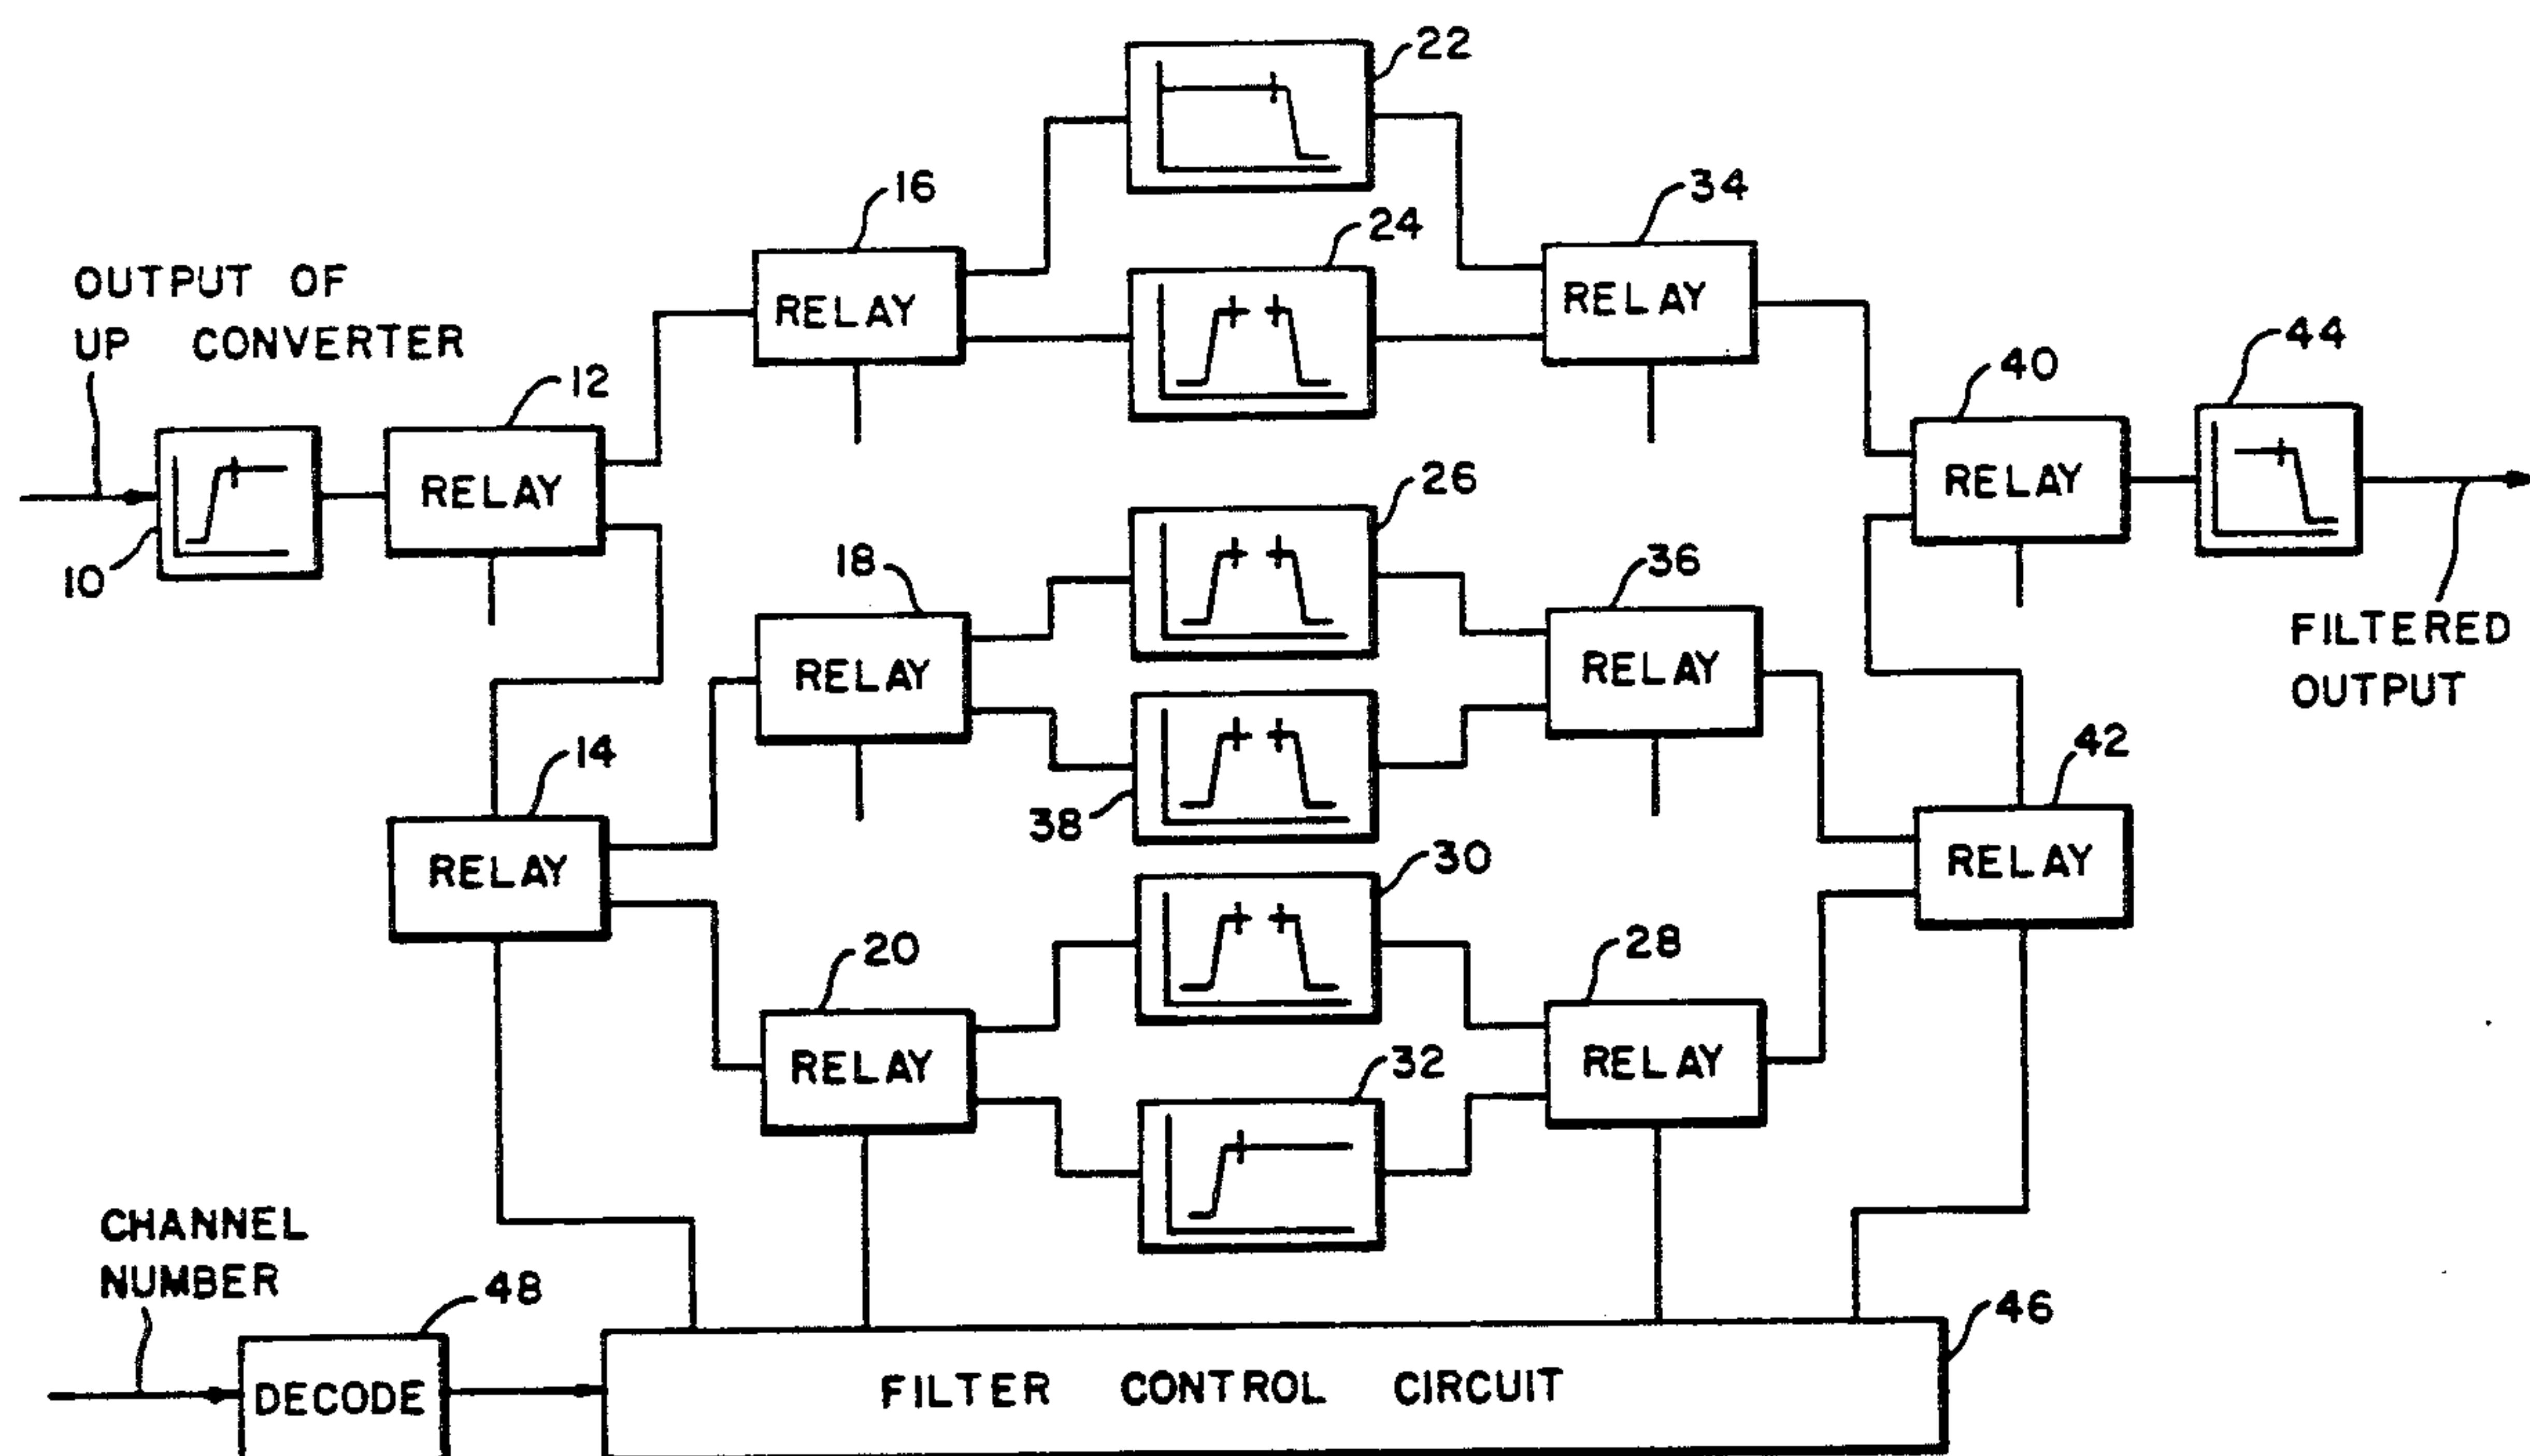 22
16
34
24
OUTPUT OF
UP CONVERTER
RELAY
RELAY
44
12
40
26
RELAY
RELAY
10
18
36
FILTERED
OUTPUT
RELAY
RELAY
14
42
38
RELAY
30
RELAY
20
28
RELAY
32
RELAY
CHANNEL
NUMBER
48
46
DECODE
FILTER CONTROL CIRCUIT